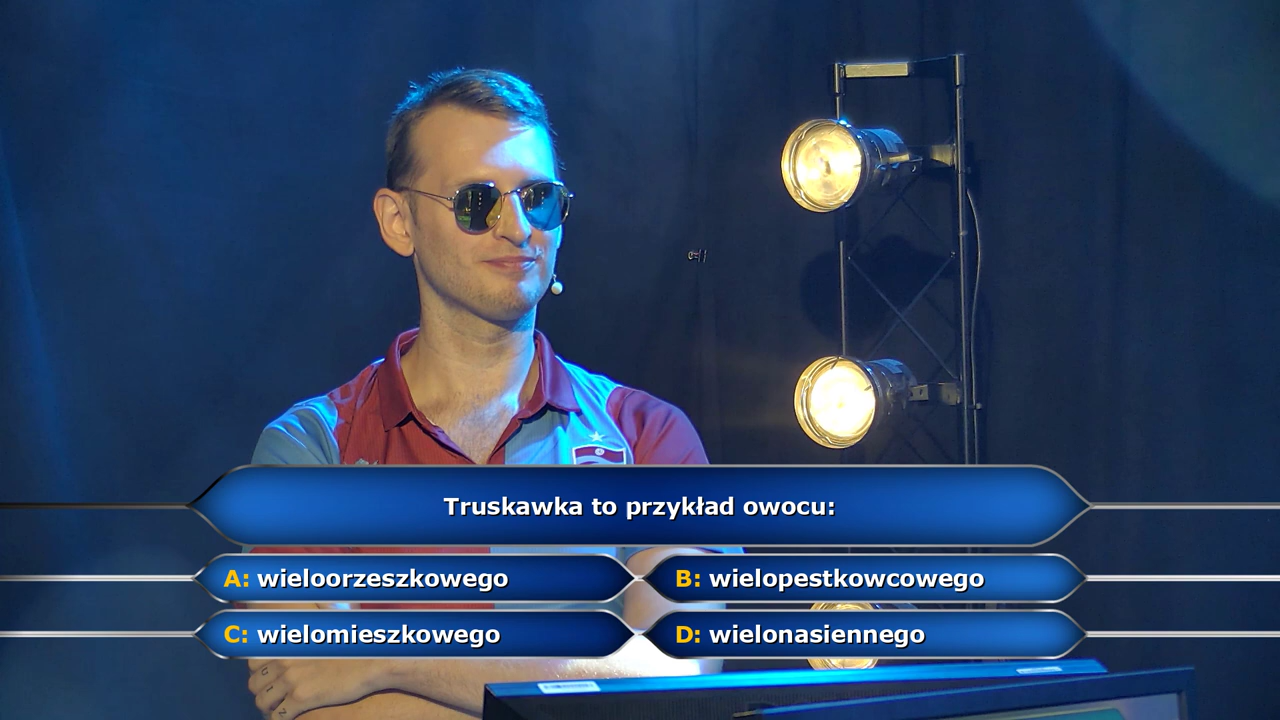 Truskawka to przykład owocu:
A: wieloorzeszkowego
B: wielopestkowcowego
C: wielomieszkowego
D: wielonasiennego